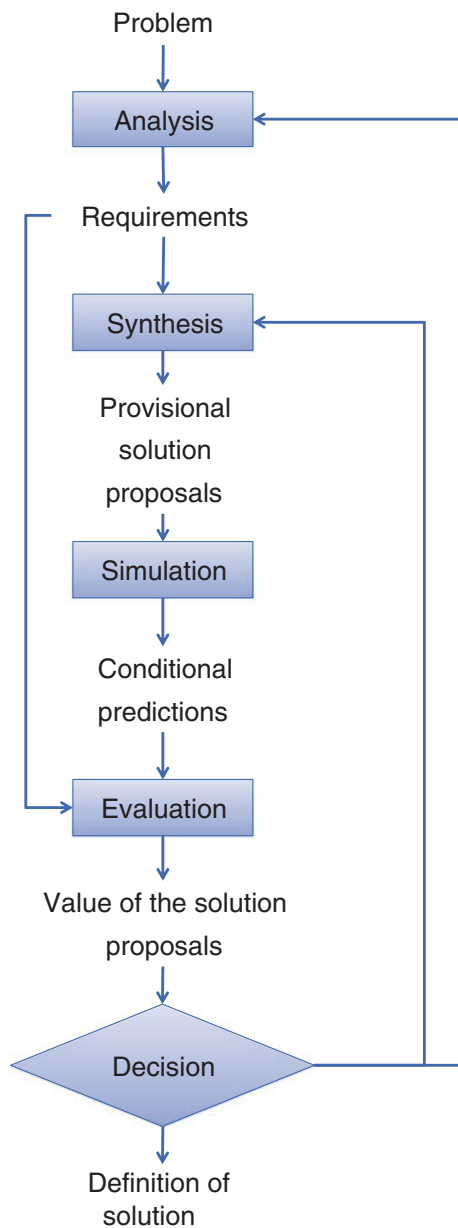 Problem
Analysis
Requirements
Synthesis
Provisional
solution
proposals
Simulation
Conditional
predictions
Evaluation
Value of the solution
proposals
Decision
Definition of
solution